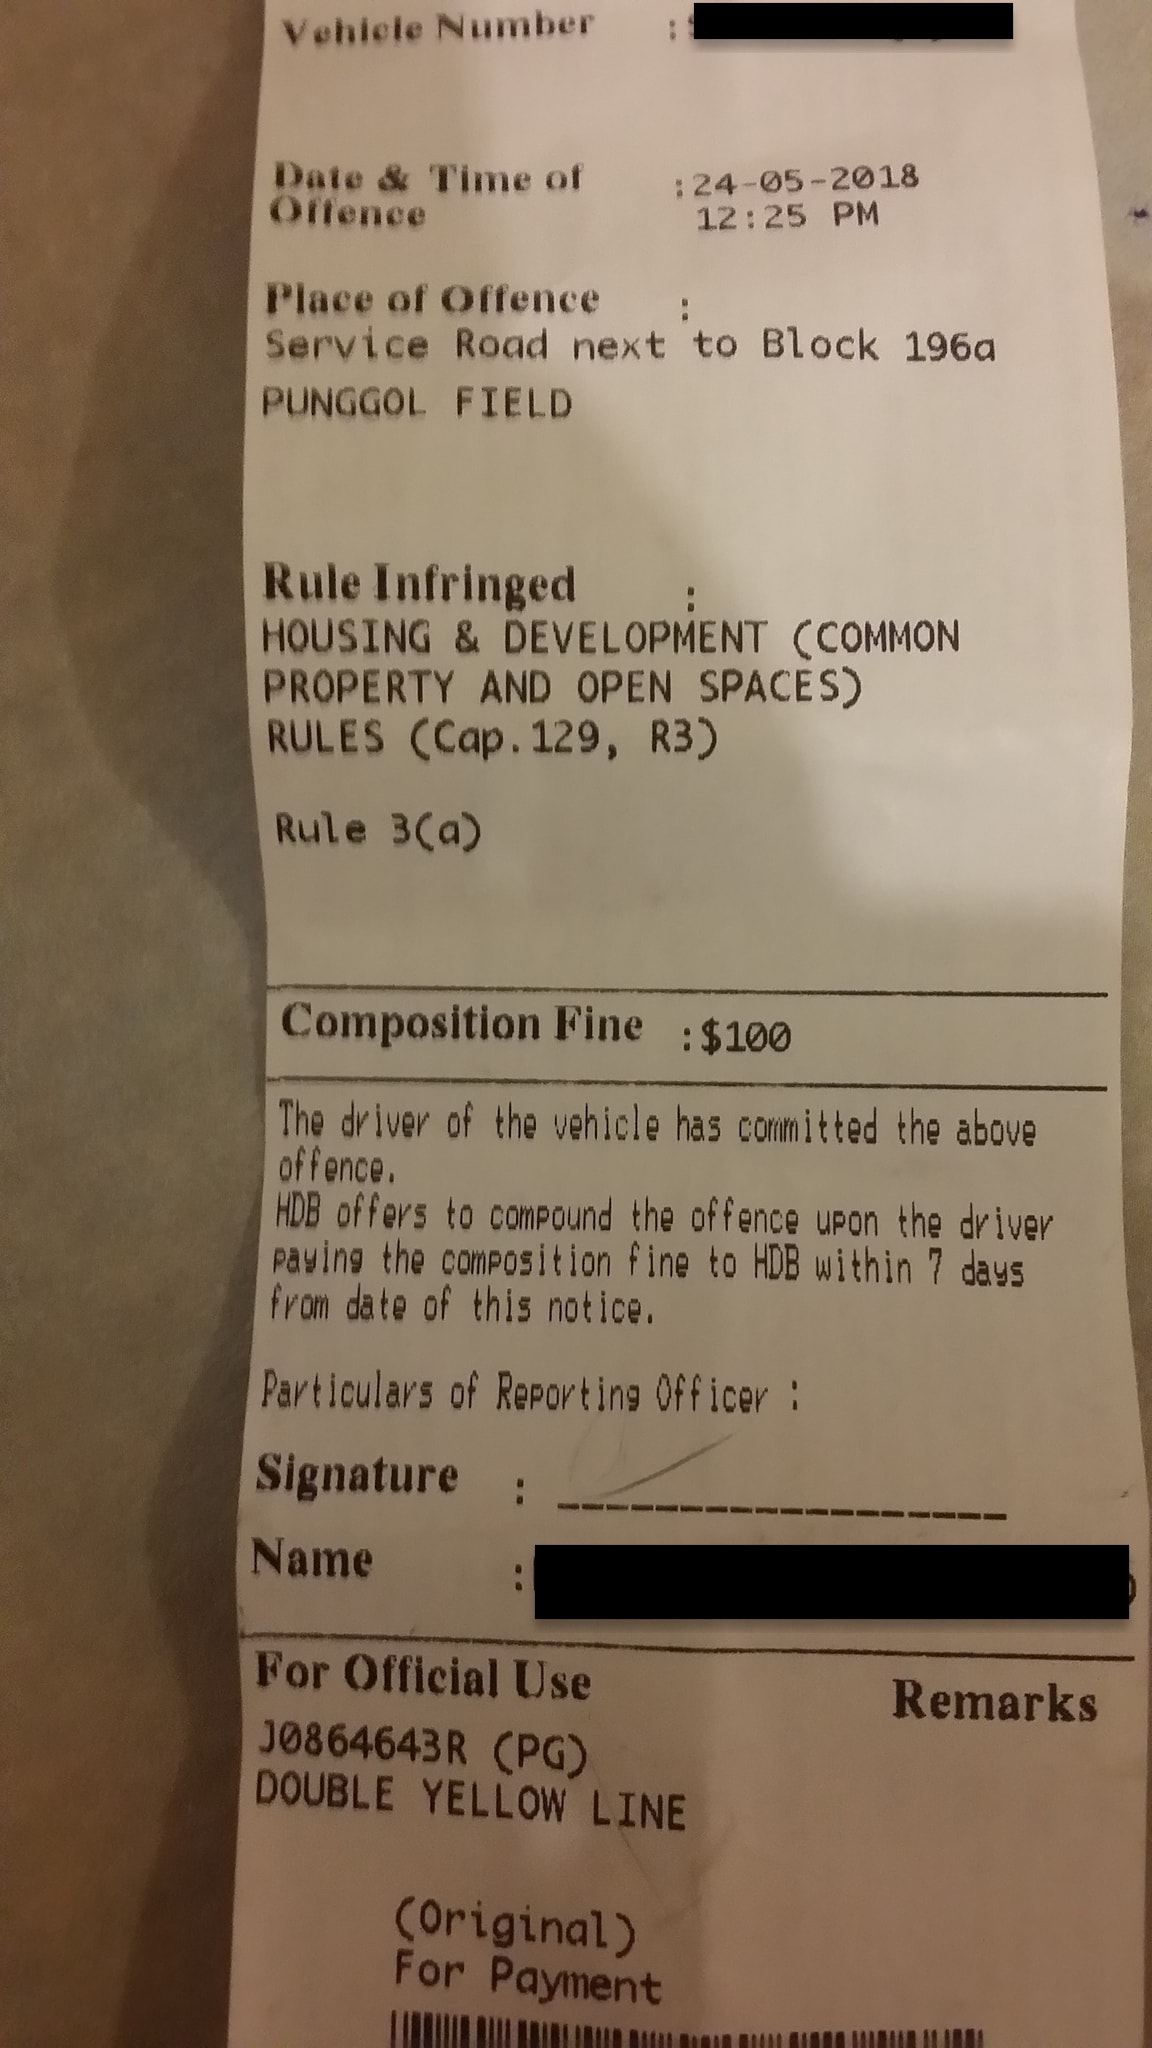 Vehicle Number :
Date & Time of :24-05-2018
Offence 12:25 PM
Place of Offence :
Service Road next to Block 196a
PUNGGOL FIELD
Rule Infringed :
HOUSING & DEVELOPMENT (COMMON
PROPERTY AND OPEN SPACES)
RULES (Cap.129, R3)
Rule 3(a)
Composition Fine :$100
The driver of the vehicle has committed the above
offence.
HDB offers to compound the offence upon the driver
paying the composition fine to HDB within 7 days
from date of this notice.
Particulars of Reporting Officer :
Signature :
Name :
For Official Use Remarks
J0864643R (PG)
DOUBLE YELLOW LINE
(Original)
For Payment